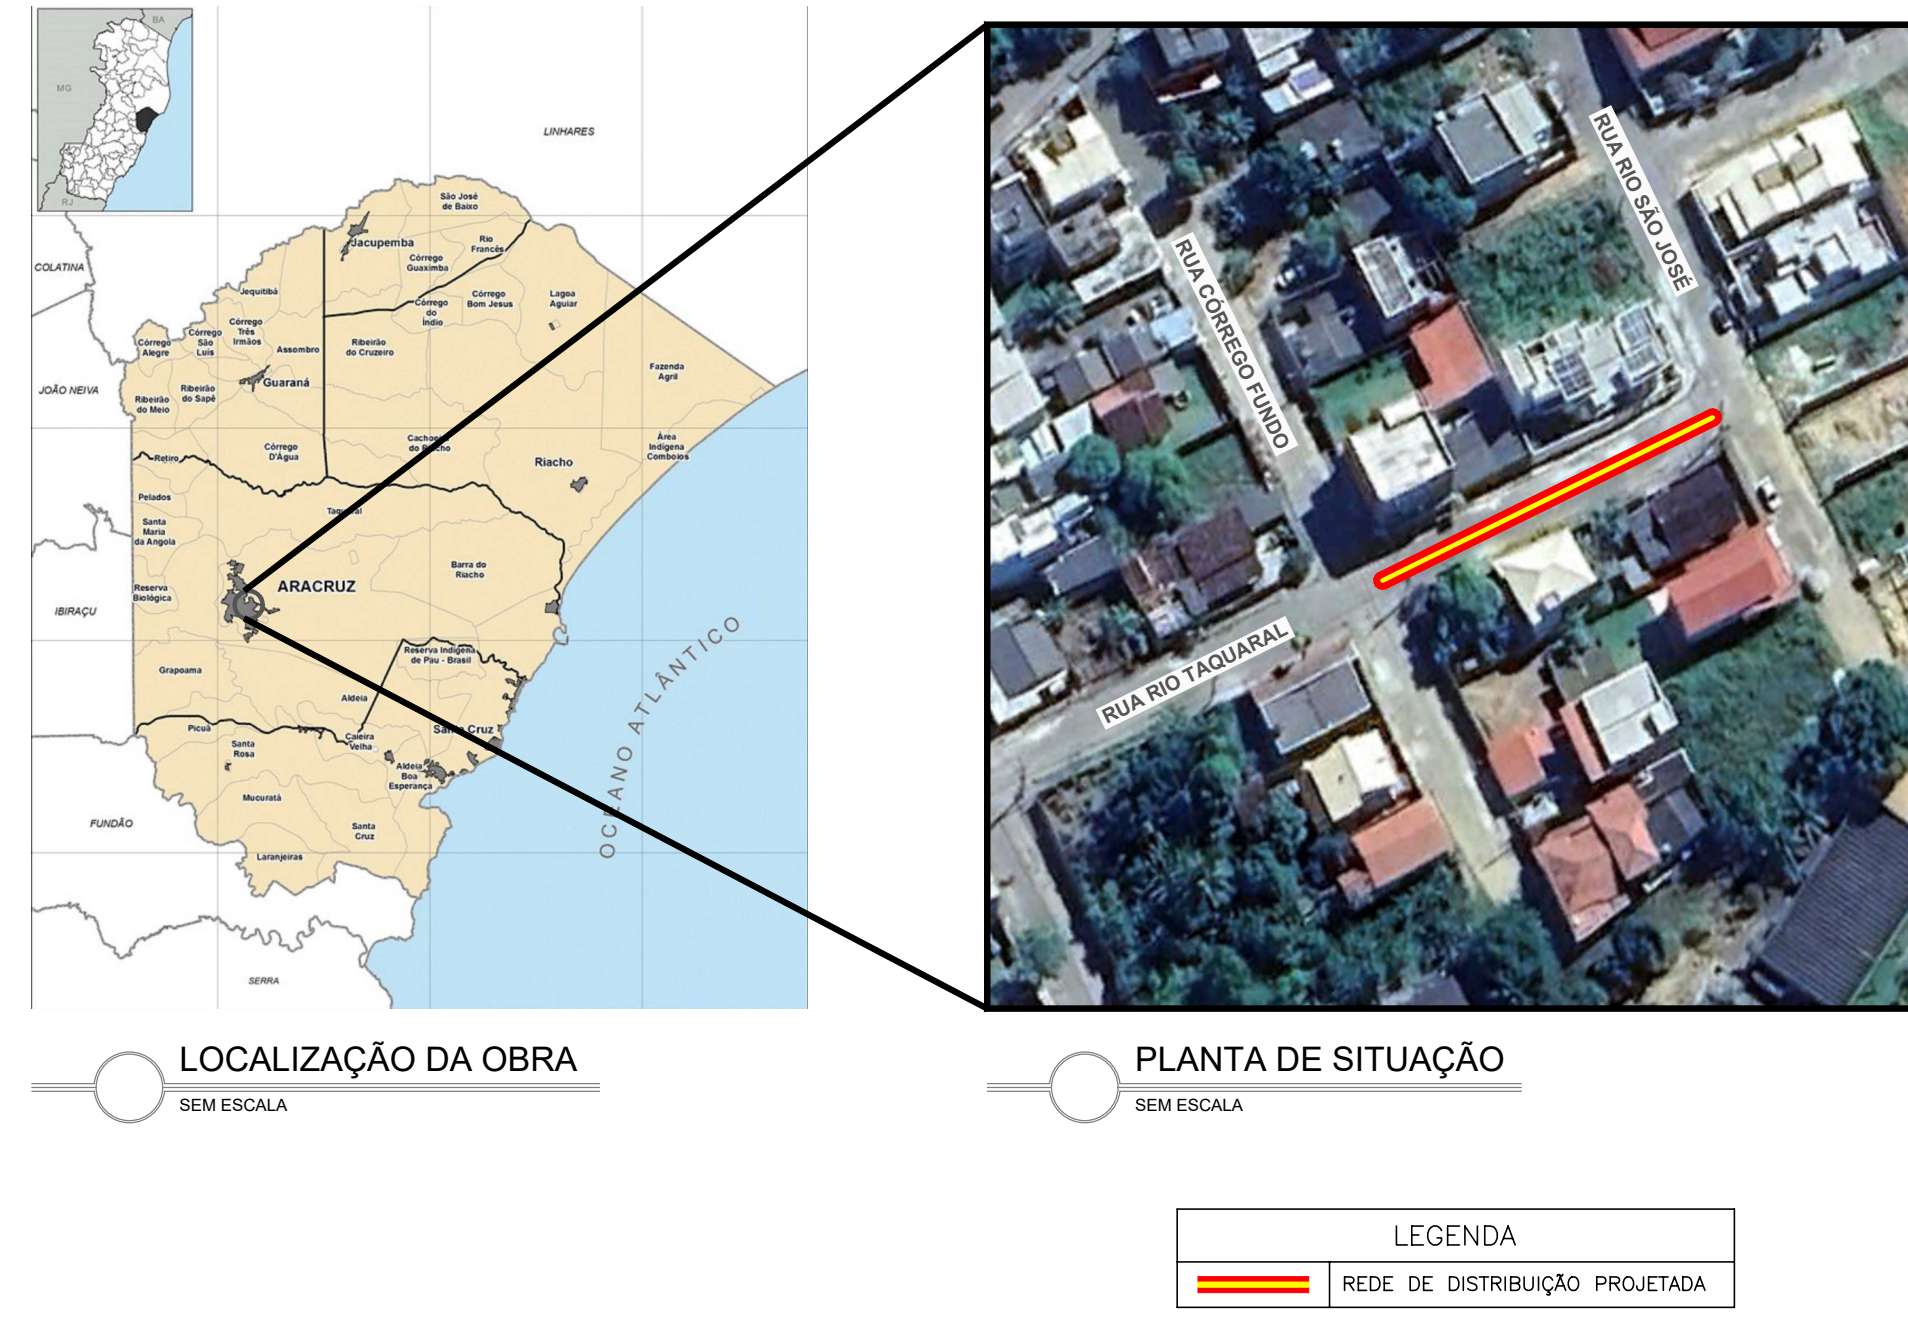 BA
MG
RJ
LINHARES
COLATINA
JOÃO NEIVA
IBIRAÇU
FUNDÃO
SERRA
São José
de Baixo
Jacupemba
Rio
Francês
Córrego
Guaximba
Jequitibá
Córrego
do
Índio
Córrego
Bom Jesus
Lagoa
Aguiar
Córrego
Alegre
Córrego
São
Luís
Córrego
Três
Irmãos
Assombro
Ribeirão
do Cruzeiro
Fazenda
Agril
Guaraná
Ribeirão
do Meio
Ribeirão
do Sapê
Córrego
D'Água
do
Riacho
Área
Indígena
Comboios
Retiro
Pelados
Santa
Maria
da Angola
Reserva
Biológica
ARACRUZ
Barra do
Riacho
Grapoama
Reserva Indígena
de Pau - Brasil
Aldeia
Picuã
Santa
Rosa
Caieira
Velha
Cruz
Aldeia
Boa
Esperança
Mucuratá
Santa
Cruz
Laranjeiras
OCEANO ATLÂNTICO
RUA RIO SÃO JOSÉ
RUA CÓRREGO FUNDO
RUA RIO TAQUARAL
LOCALIZAÇÃO DA OBRA
SEM ESCALA
PLANTA DE SITUAÇÃO
SEM ESCALA
LEGENDA
REDE DE DISTRIBUIÇÃO PROJETADA